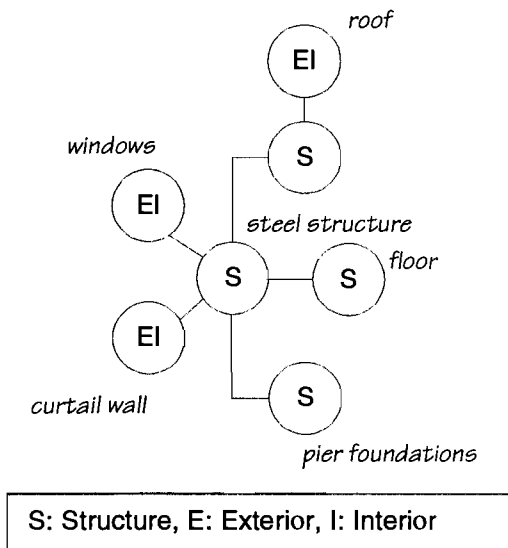 roof
EI
S
windows
EI
steel structure
S
S
floor
EI
curtail wall
S
pier foundations
S: Structure, E: Exterior, I: Interior